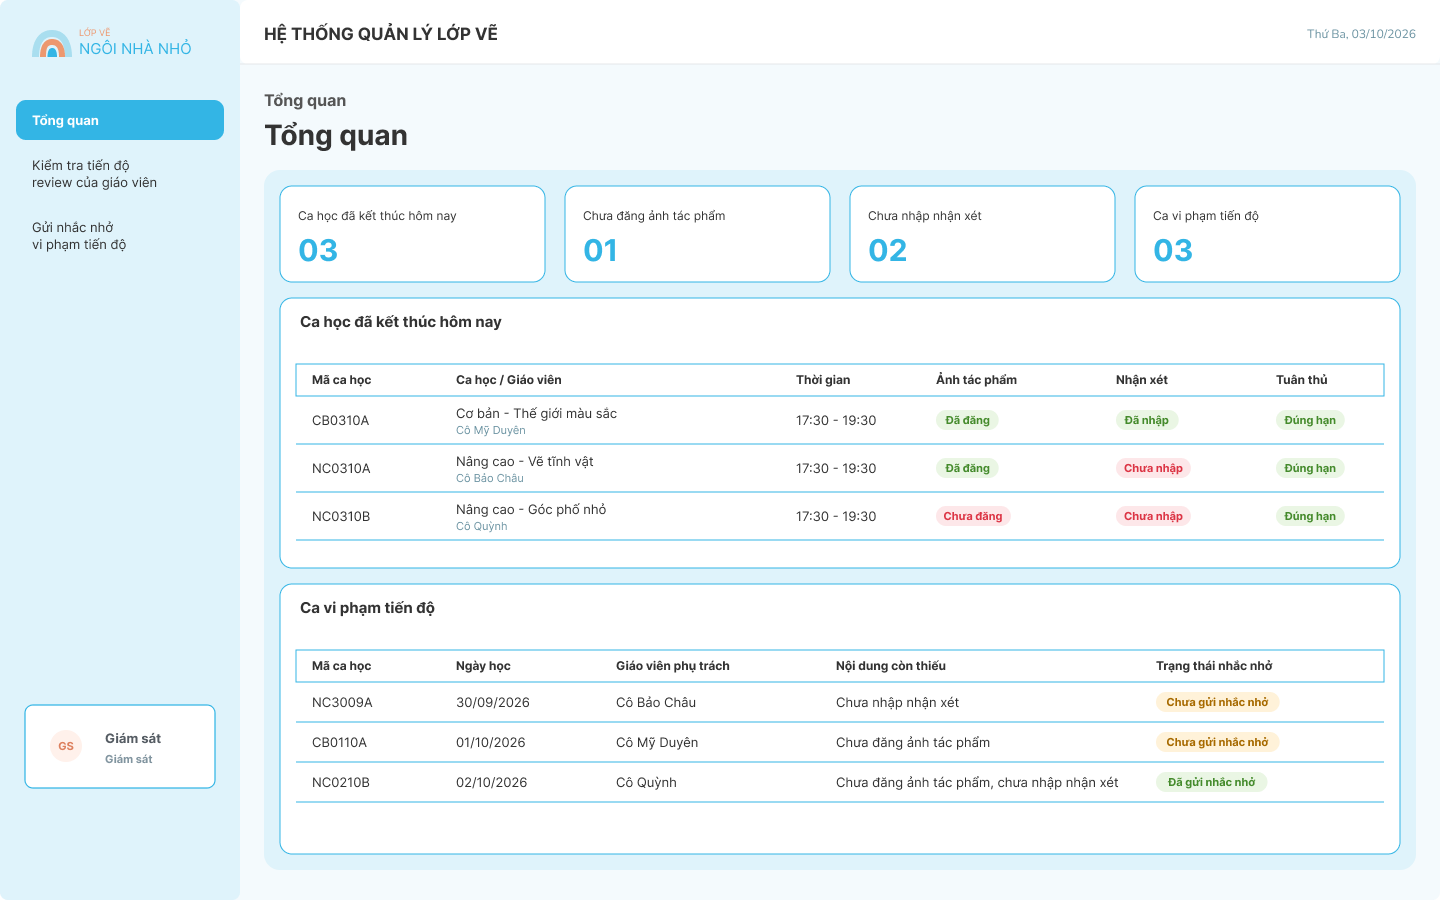 LỚP VẼ
NGÔI NHÀ NHỎ
HỆ THỐNG QUẢN LÝ LỚP VẼ
Thứ Ba, 03/10/2026
Tổng quan
Kiểm tra tiến độ
review của giáo viên
Gửi nhắc nhở
vi phạm tiến độ
GS
Giám sát
Giám sát
Tổng quan
Tổng quan
Ca học đã kết thúc hôm nay
03
Chưa đăng ảnh tác phẩm
01
Chưa nhập nhận xét
02
Ca vi phạm tiến độ
03
Ca học đã kết thúc hôm nay
Mã ca học Ca học / Giáo viên Thời gian Ảnh tác phẩm Nhận xét Tuân thủ
CB0310A Cơ bản - Thế giới màu sắc 17:30 - 19:30 Đã đăng Đã nhập Đúng hạn
Cô Mỹ Duyên
NC0310A Nâng cao - Vẽ tĩnh vật 17:30 - 19:30 Đã đăng Chưa nhập Đúng hạn
Cô Bảo Châu
NC0310B Nâng cao - Góc phố nhỏ 17:30 - 19:30 Chưa đăng Chưa nhập Đúng hạn
Cô Quỳnh
Ca vi phạm tiến độ
Mã ca học Ngày học Giáo viên phụ trách Nội dung còn thiếu Trạng thái nhắc nhở
NC3009A 30/09/2026 Cô Bảo Châu Chưa nhập nhận xét Chưa gửi nhắc nhở
CB0110A 01/10/2026 Cô Mỹ Duyên Chưa đăng ảnh tác phẩm Chưa gửi nhắc nhở
NC0210B 02/10/2026 Cô Quỳnh Chưa đăng ảnh tác phẩm, chưa nhập nhận xét Đã gửi nhắc nhở